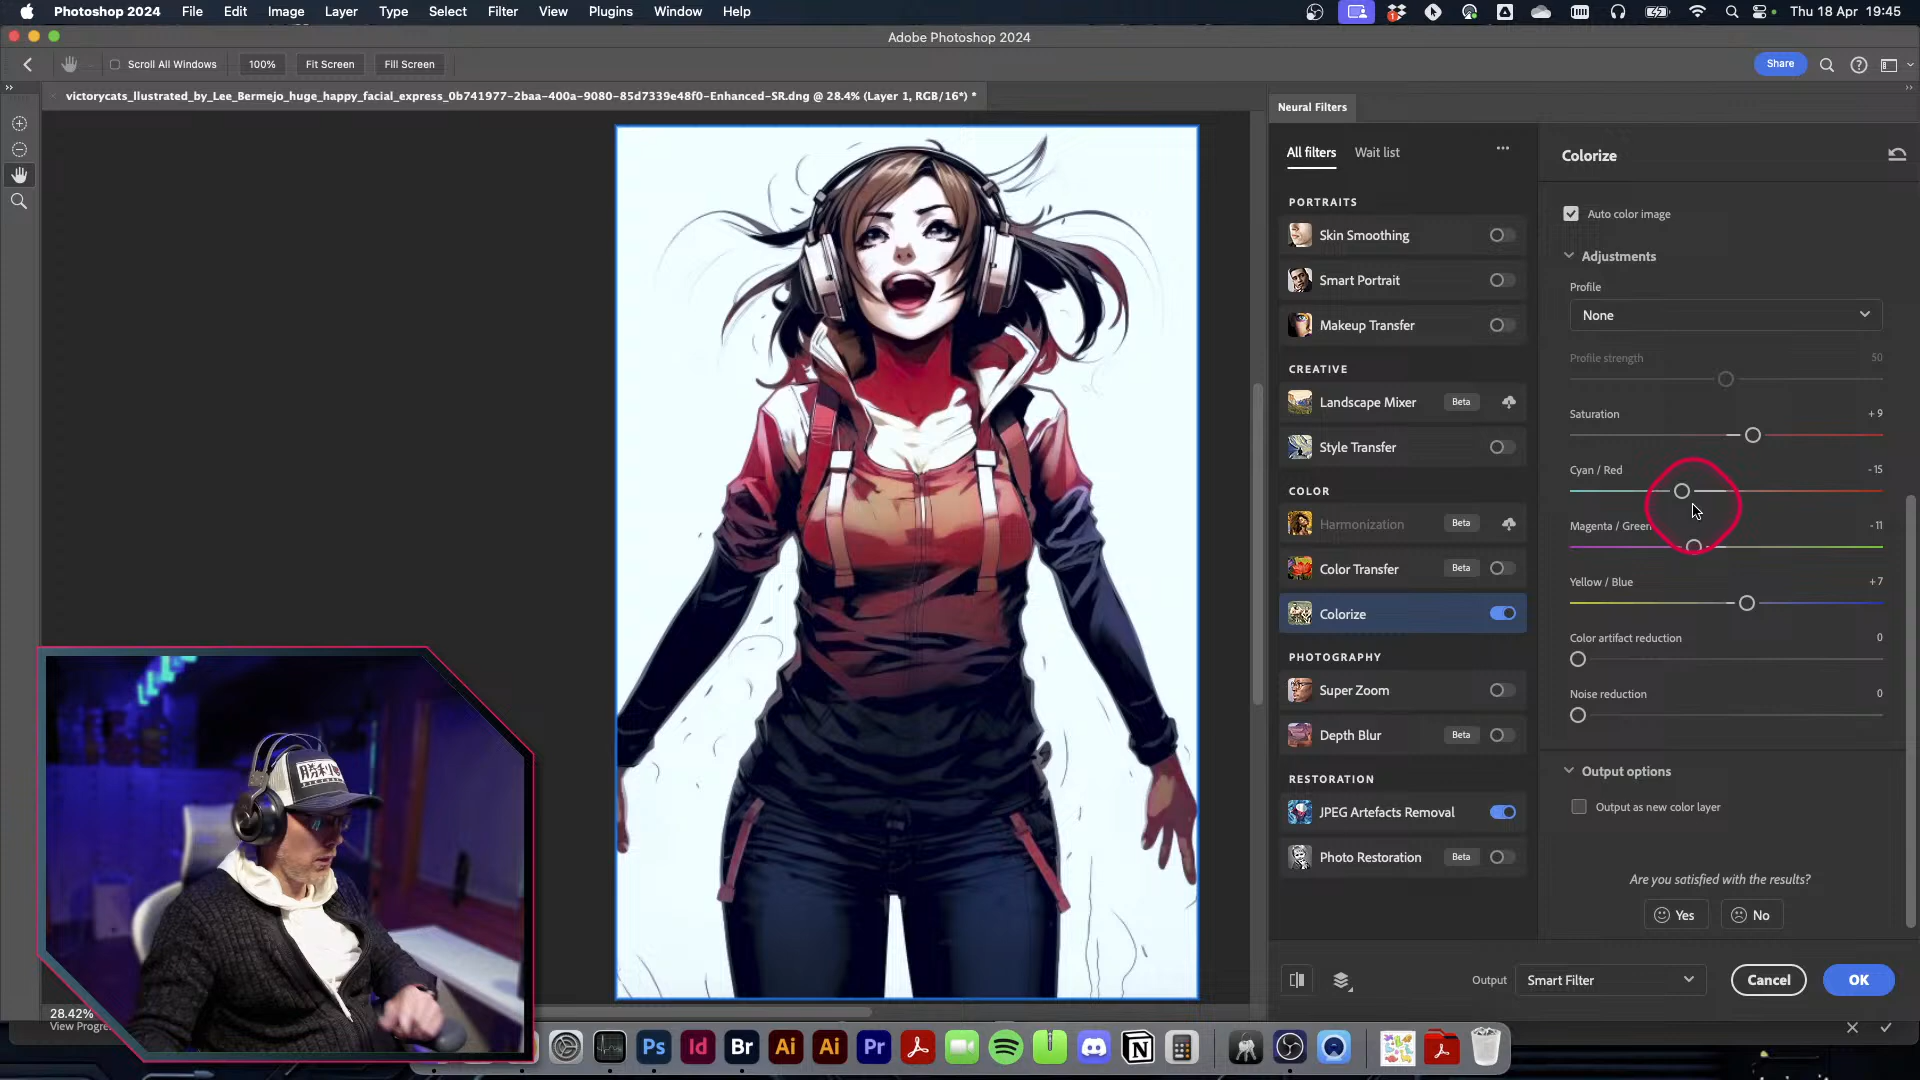 Photoshop 2024 File Edit Image Layer Type Select Filter View Plugins Window Help Thu 18 Apr 19:45
Adobe Photoshop 2024
Scroll All Windows 100% Fit Screen Fill Screen Share
victorycats_llustrated_by_Lee_Bermejo_huge_happy_facial_express_0b741977-2baa-400a-9080-85d7339e48f0-Enhanced-SR.dng @ 28.4% (Layer 1, RGB/16*) *
Neural Filters
All filters Wait list
Colorize
PORTRAITS
Skin Smoothing
Smart Portrait
Makeup Transfer
CREATIVE
Landscape Mixer Beta
Style Transfer
COLOR
Harmonization Beta
Color Transfer Beta
Colorize
PHOTOGRAPHY
Super Zoom
Depth Blur Beta
RESTORATION
JPEG Artefacts Removal
Photo Restoration Beta
Auto color image
Adjustments
Profile
None
Profile strength 50
Saturation +9
Cyan / Red -15
Magenta / Green -11
Yellow / Blue +7
Color artifact reduction 0
Noise reduction 0
Output options
Output as new color layer
Are you satisfied with the results?
Yes No
Output Smart Filter Cancel OK
28.42%
View Progre
勝利
Ps Id Br Ai Ai Pr